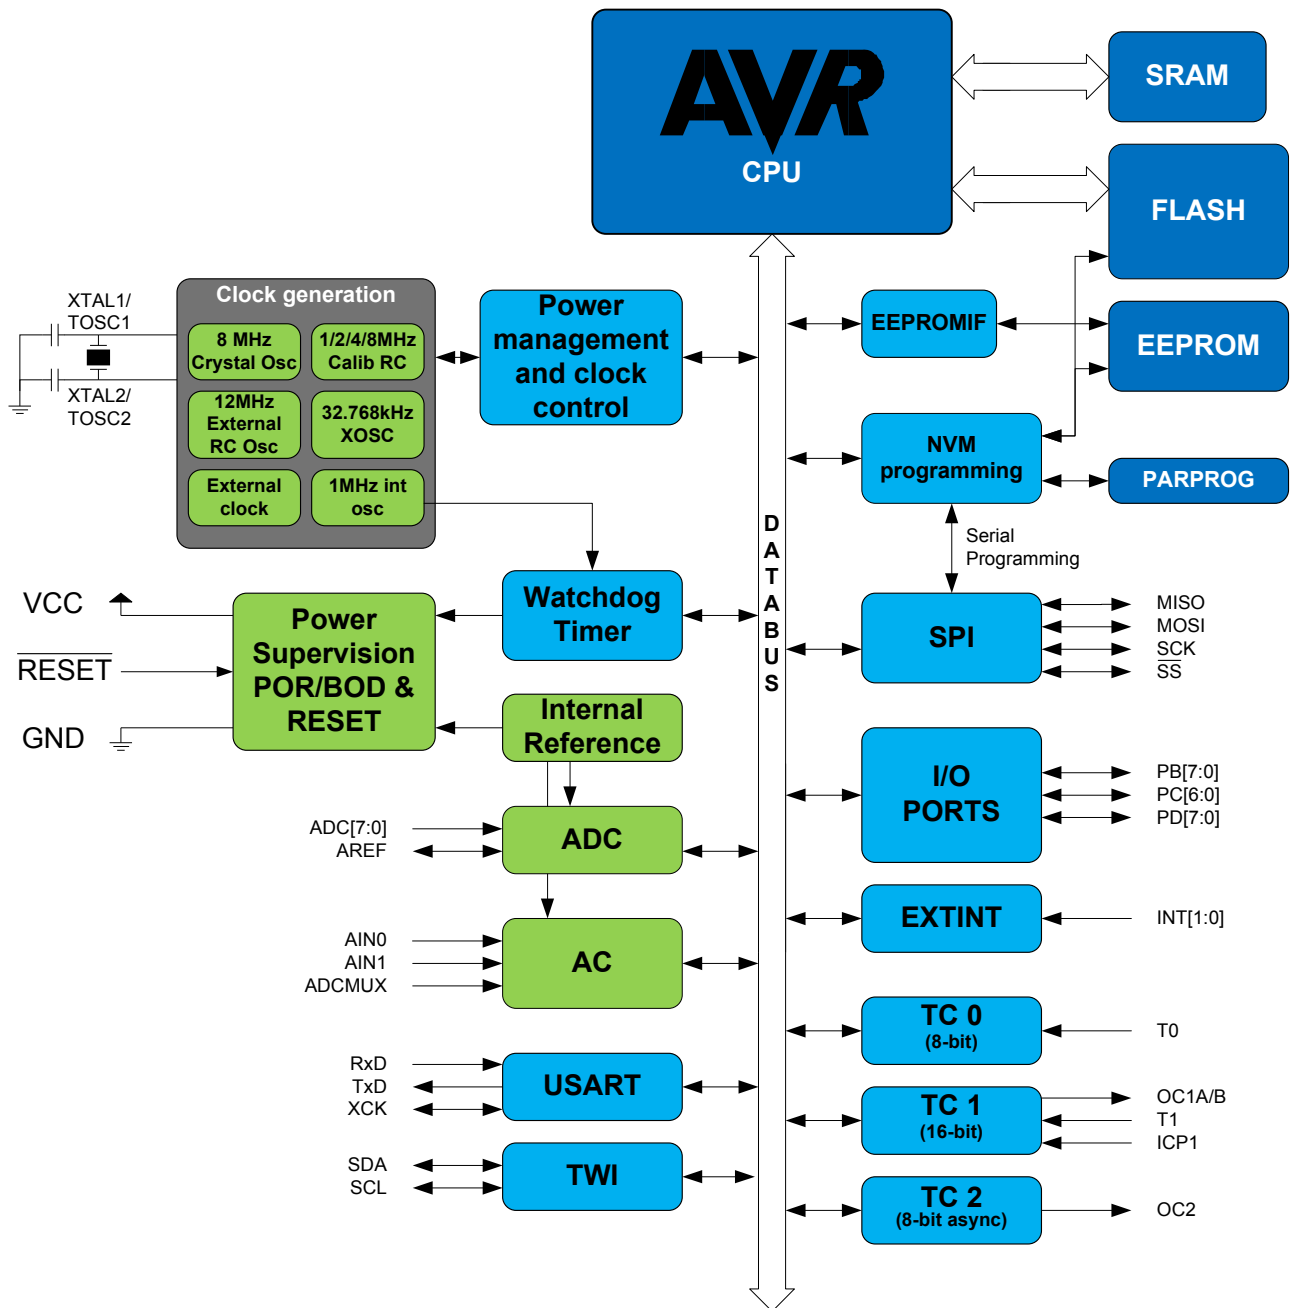 AVR
CPU
SRAM
FLASH
EEPROM
PARPROG
XTAL1/
TOSC1
XTAL2/
TOSC2
Clock generation
8 MHz
Crystal Osc
1/2/4/8MHz
Calib RC
12MHz
External
RC Osc
32.768kHz
XOSC
External
clock
1MHz int
osc
Power
management
and clock
control
EEPROMIF
NVM
programming
Serial
Programming
DATABUS
VCC
RESET
GND
Power
Supervision
POR/BOD &
RESET
Watchdog
Timer
Internal
Reference
SPI
MISO
MOSI
SCK
SS
I/O
PORTS
PB[7:0]
PC[6:0]
PD[7:0]
ADC[7:0]
AREF
ADC
EXTINT
INT[1:0]
AIN0
AIN1
ADCMUX
AC
TC 0
(8-bit)
T0
RxD
TxD
XCK
USART
TC 1
(16-bit)
OC1A/B
T1
ICP1
SDA
SCL
TWI
TC 2
(8-bit async)
OC2